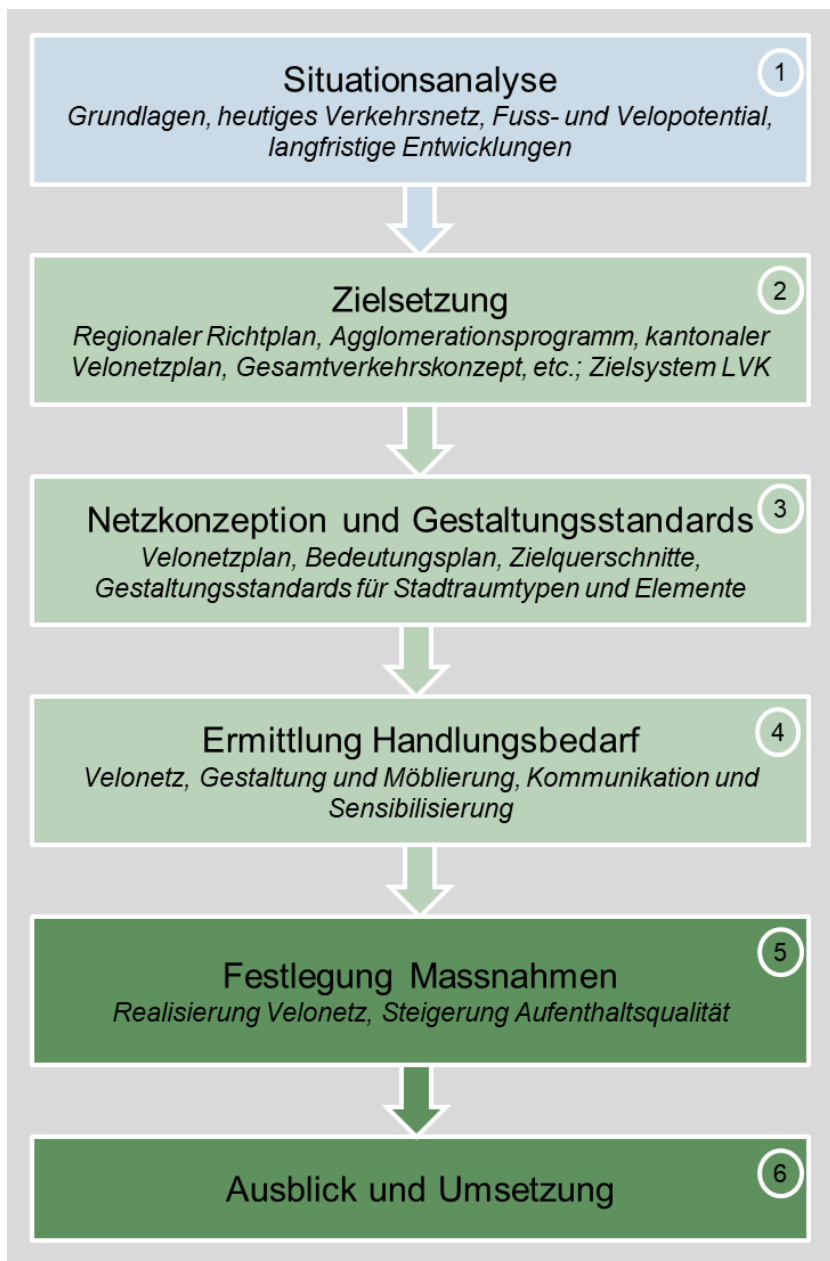 Situationsanalyse
1
Grundlagen, heutiges Verkehrsnetz, Fuss- und Velopotential,
langfristige Entwicklungen
Zielsetzung
2
Regionaler Richtplan, Agglomerationsprogramm, kantonaler
Velonetzplan, Gesamtverkehrskonzept, etc.; Zielsystem LVK
Netzkonzeption und Gestaltungsstandards
3
Velonetzplan, Bedeutungsplan, Zielquerschnitte,
Gestaltungsstandards für Stadtraumtypen und Elemente
Ermittlung Handlungsbedarf
4
Velonetz, Gestaltung und Möblierung, Kommunikation und
Sensibilisierung
Festlegung Massnahmen
5
Realisierung Velonetz, Steigerung Aufenthaltsqualität
Ausblick und Umsetzung
6